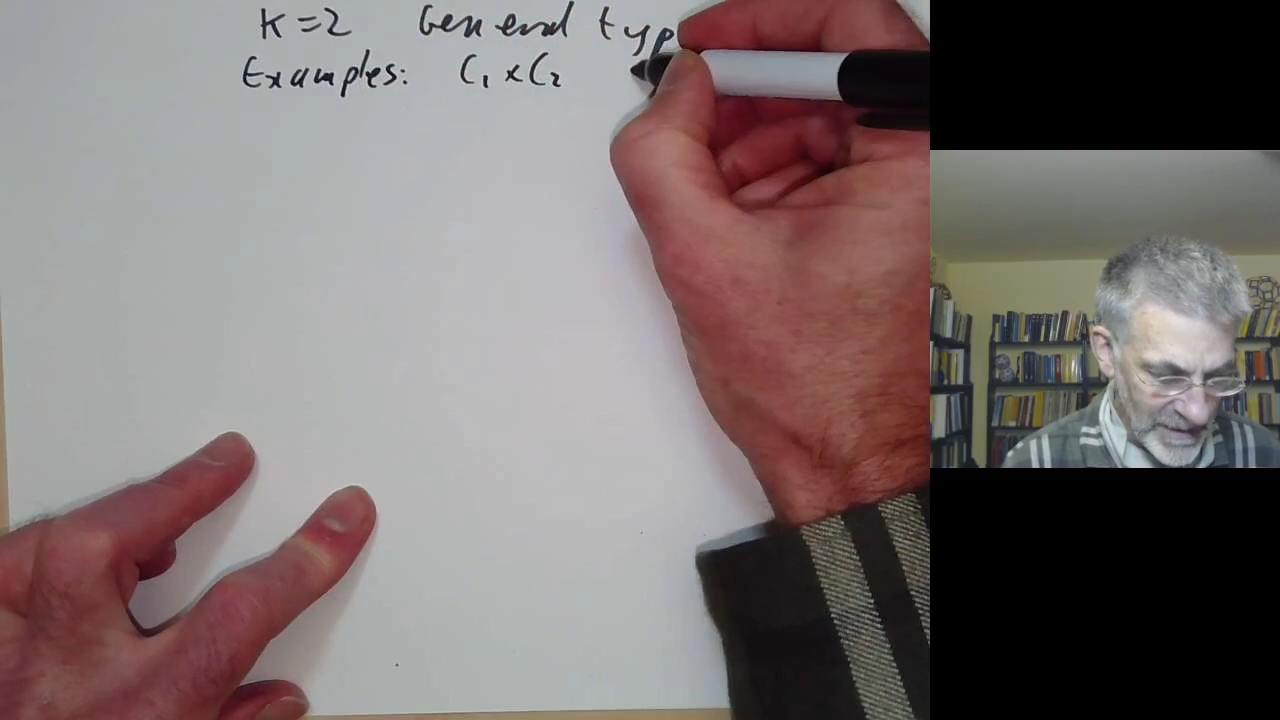 K=2 General typ
Examples: C₁ × C₂